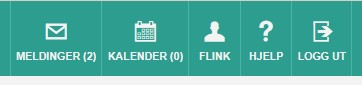 MELDINGER (2) KALENDER (0) FLINK HJELP LOGG UT